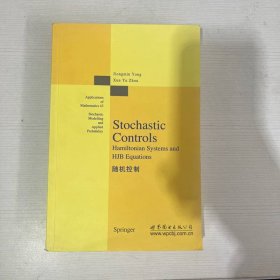 Jiongmin Yong
Xun Yu Zhou
Applications
of
Mathematics 43
Stochastic
Modelling
and
Applied
Probability
Stochastic
Controls
Hamiltonian Systems and
HJB Equations
随机控制
Springer
世界图书出版公司
www.wpcbj.com.cn